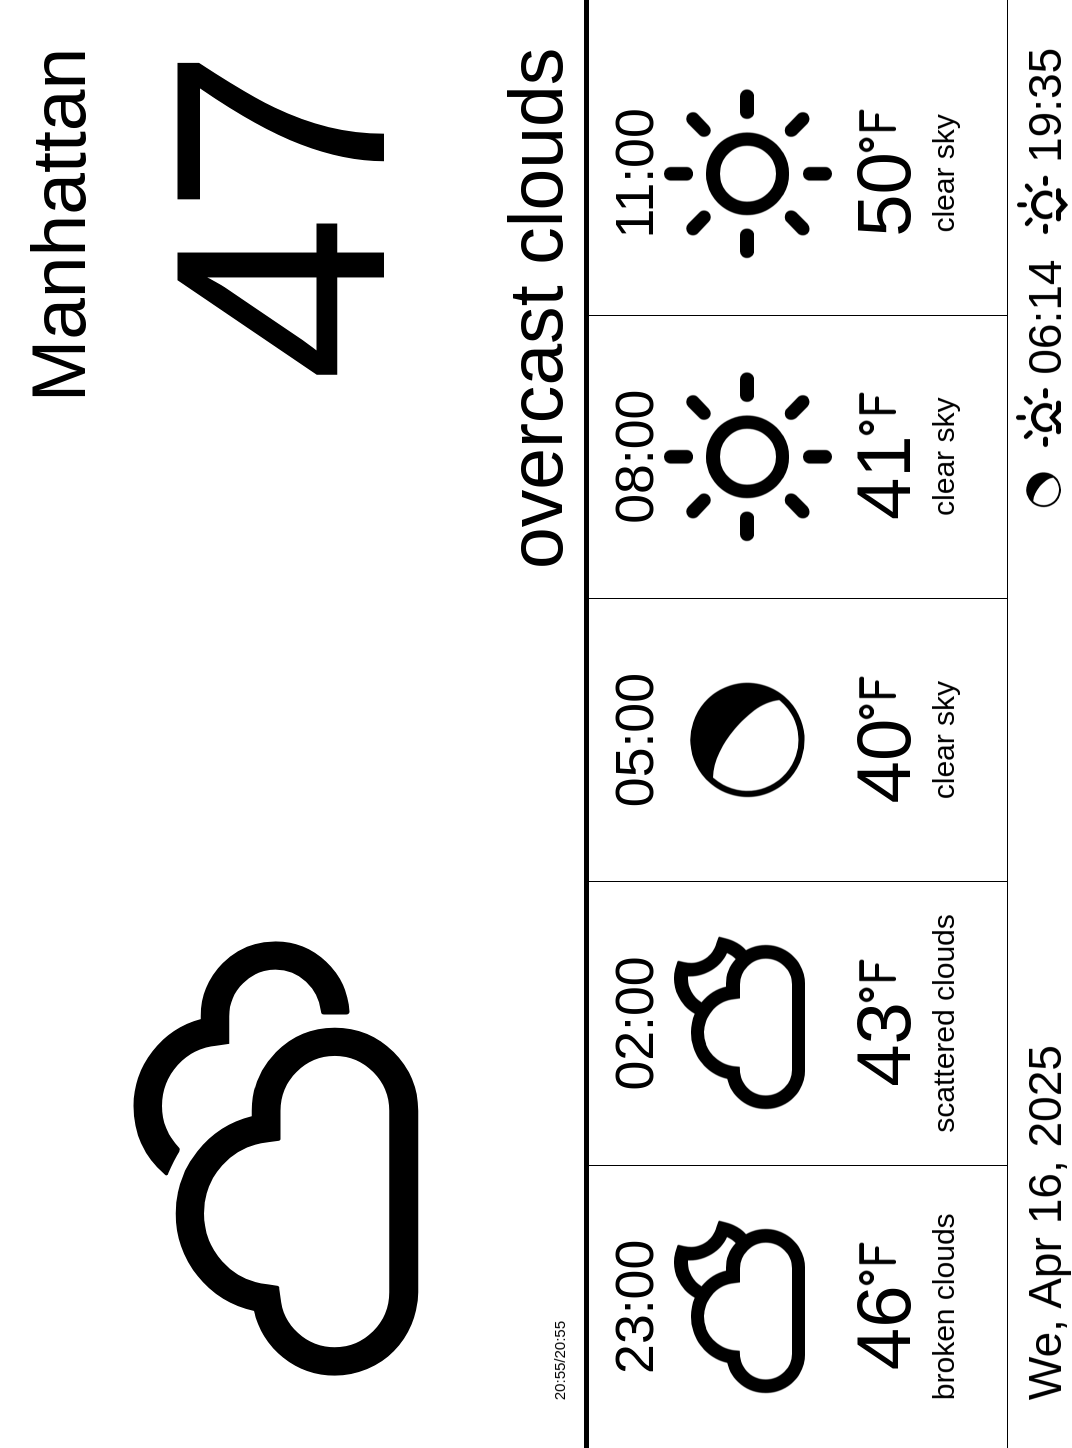 Manhattan
47
overcast clouds
20:55/20:55
23:00 02:00 05:00 08:00 11:00
46°F 43°F 40°F 41°F 50°F
broken clouds scattered clouds clear sky clear sky clear sky
We, Apr 16, 2025 06:14 19:35